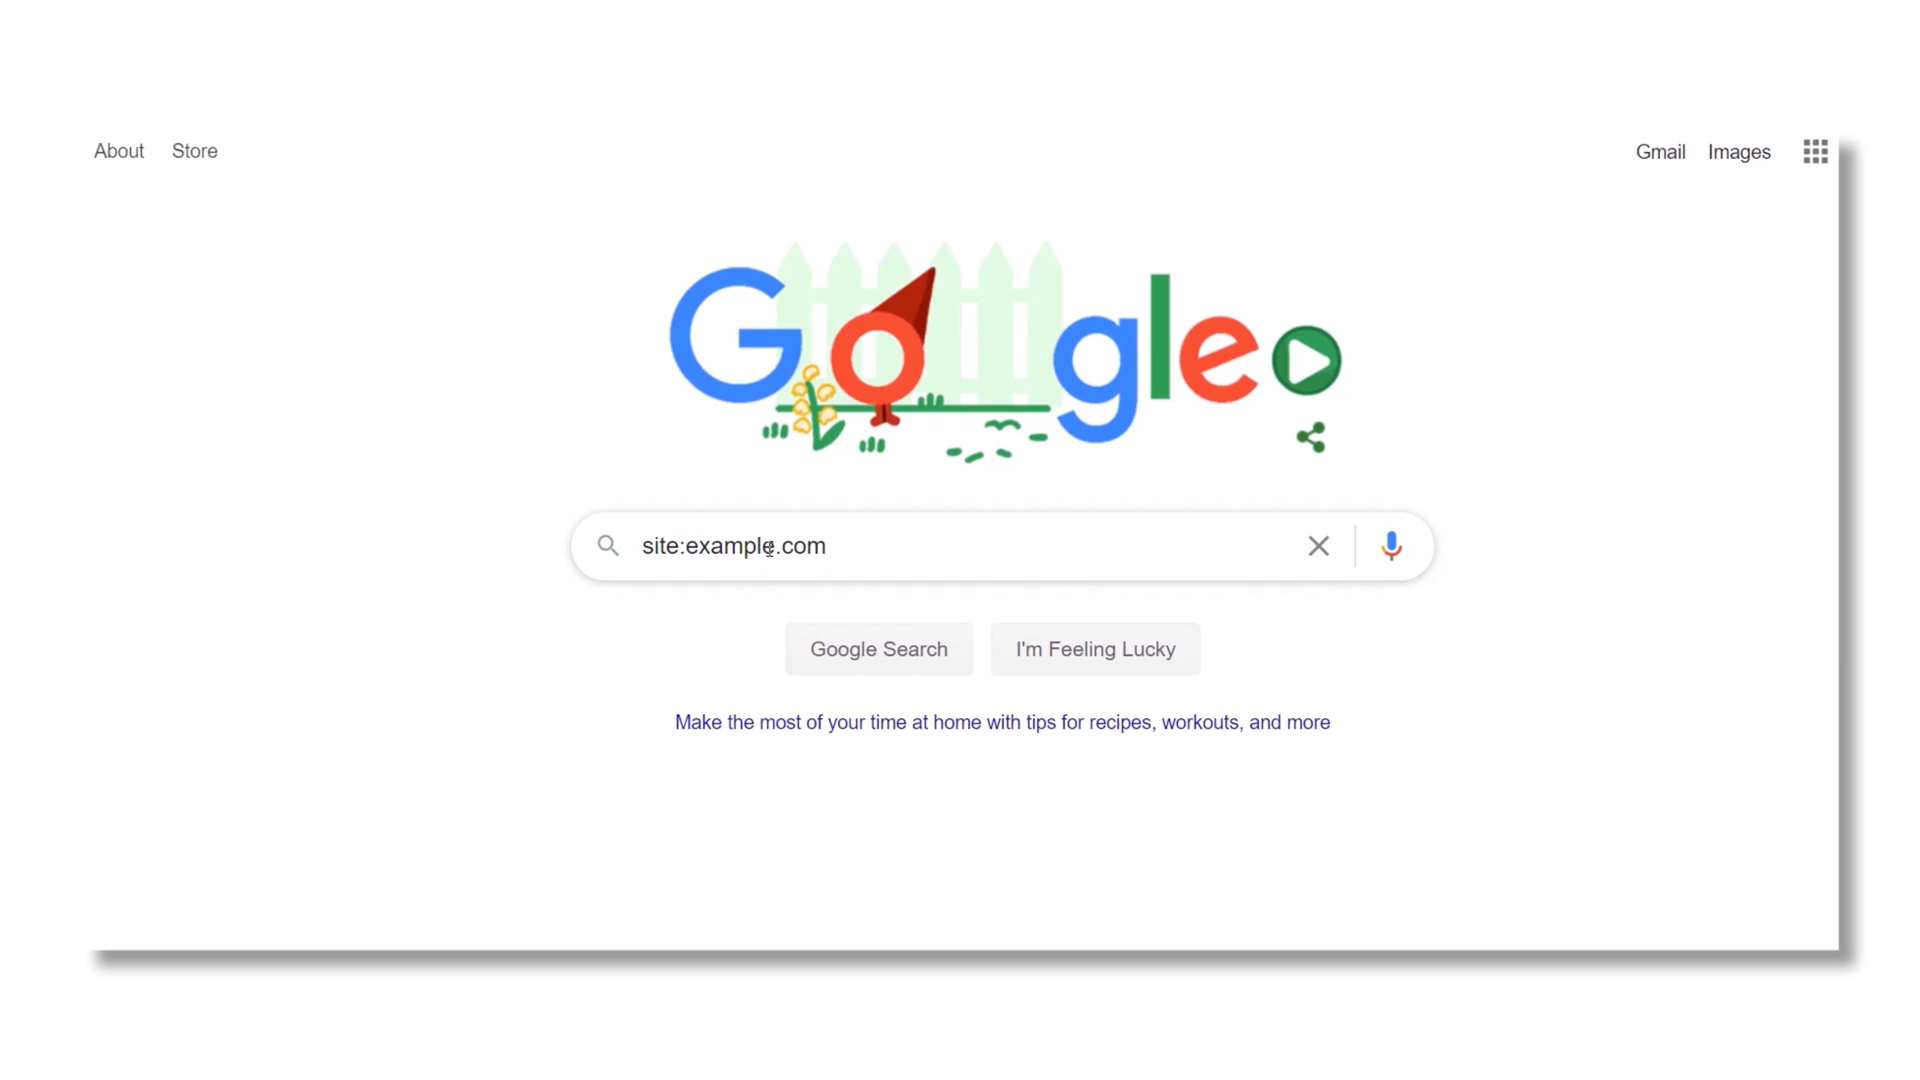 About Store
Gmail Images
Google
site:example.com
Google Search I'm Feeling Lucky
Make the most of your time at home with tips for recipes, workouts, and more